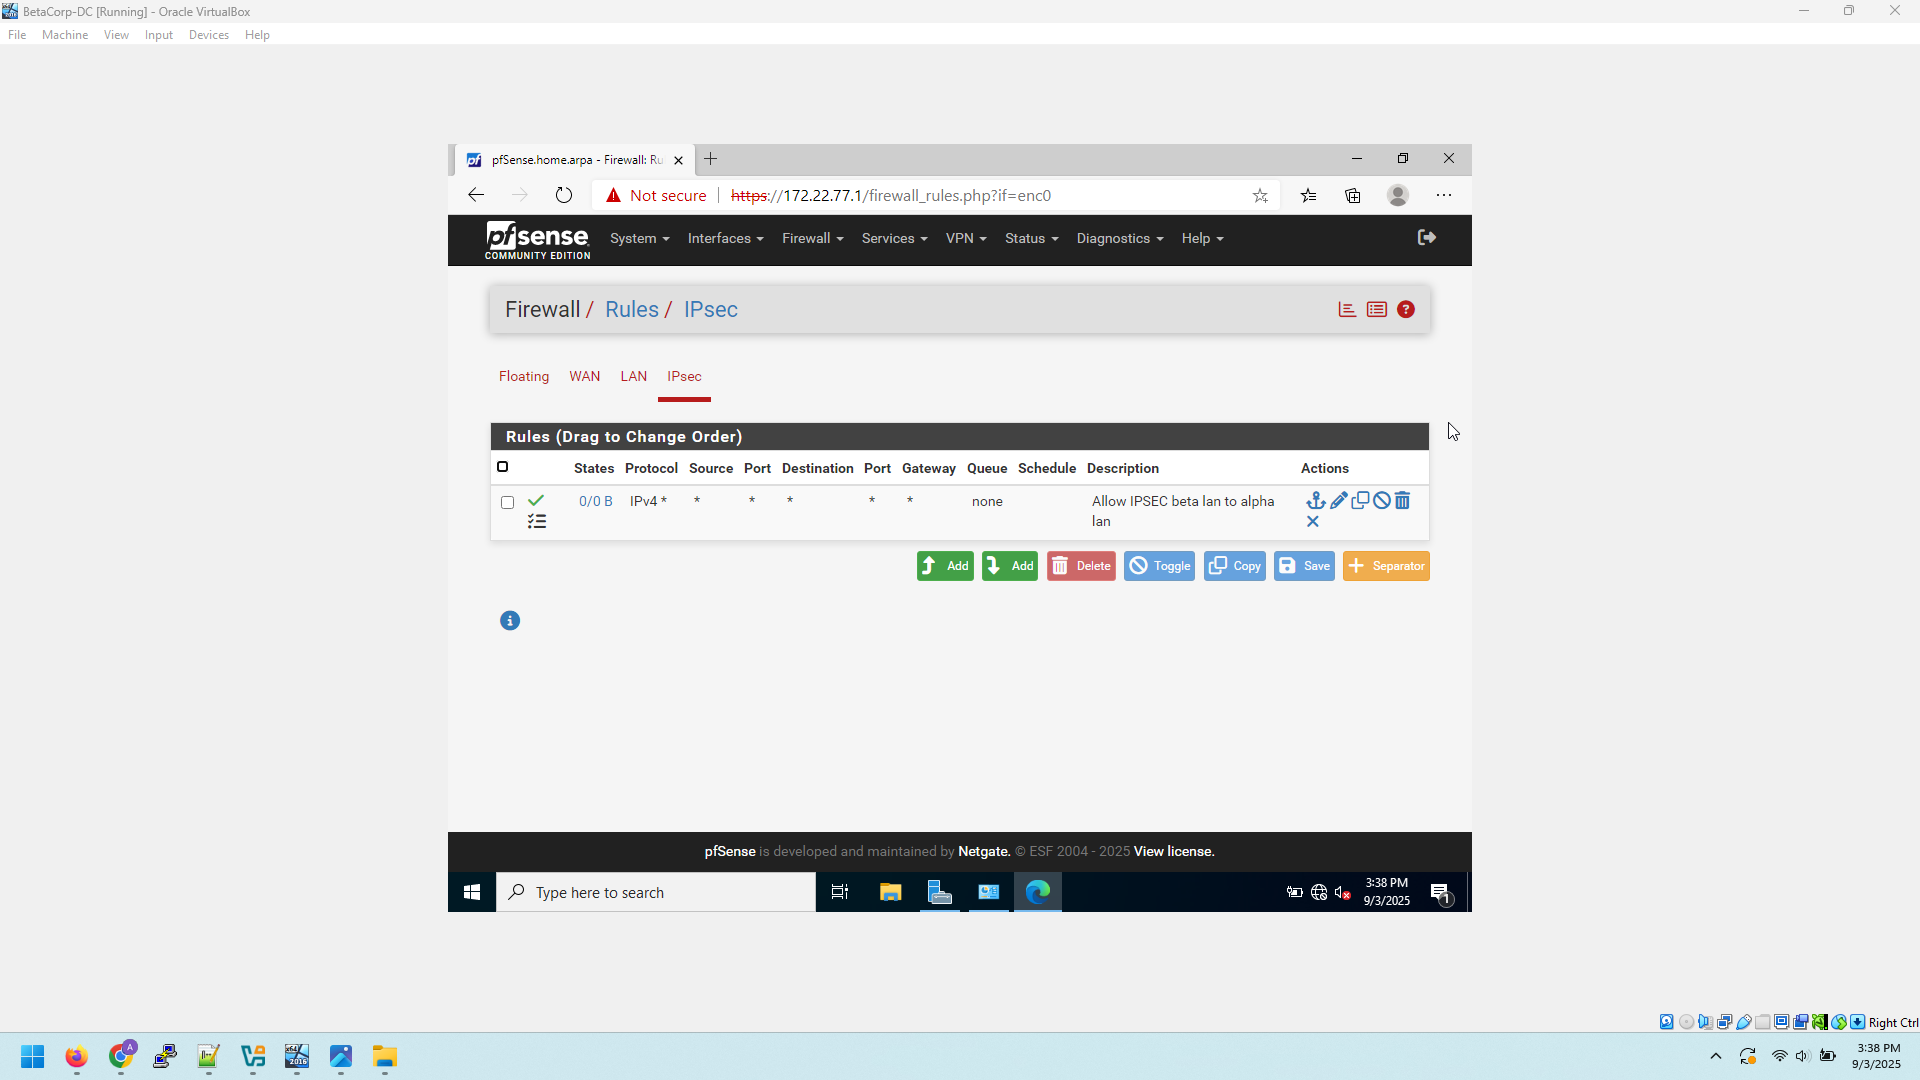 BetaCorp-DC [Running] - Oracle VirtualBox
File Machine View Input Devices Help
pfSense.home.arpa - Firewall: Ru
Not secure https://172.22.77.1/firewall_rules.php?if=enc0
pfsense COMMUNITY EDITION
System Interfaces Firewall Services VPN Status Diagnostics Help
Firewall / Rules / IPsec
Floating WAN LAN IPsec
Rules (Drag to Change Order)
States Protocol Source Port Destination Port Gateway Queue Schedule Description Actions
0/0 B IPv4 * * * * * * none Allow IPSEC beta lan to alpha
lan
Add Add Delete Toggle Copy Save Separator
pfSense is developed and maintained by Netgate. © ESF 2004 - 2025 View license.
Type here to search
3:38 PM
9/3/2025
1
Right Ctrl
A
2016
3:38 PM
9/3/2025